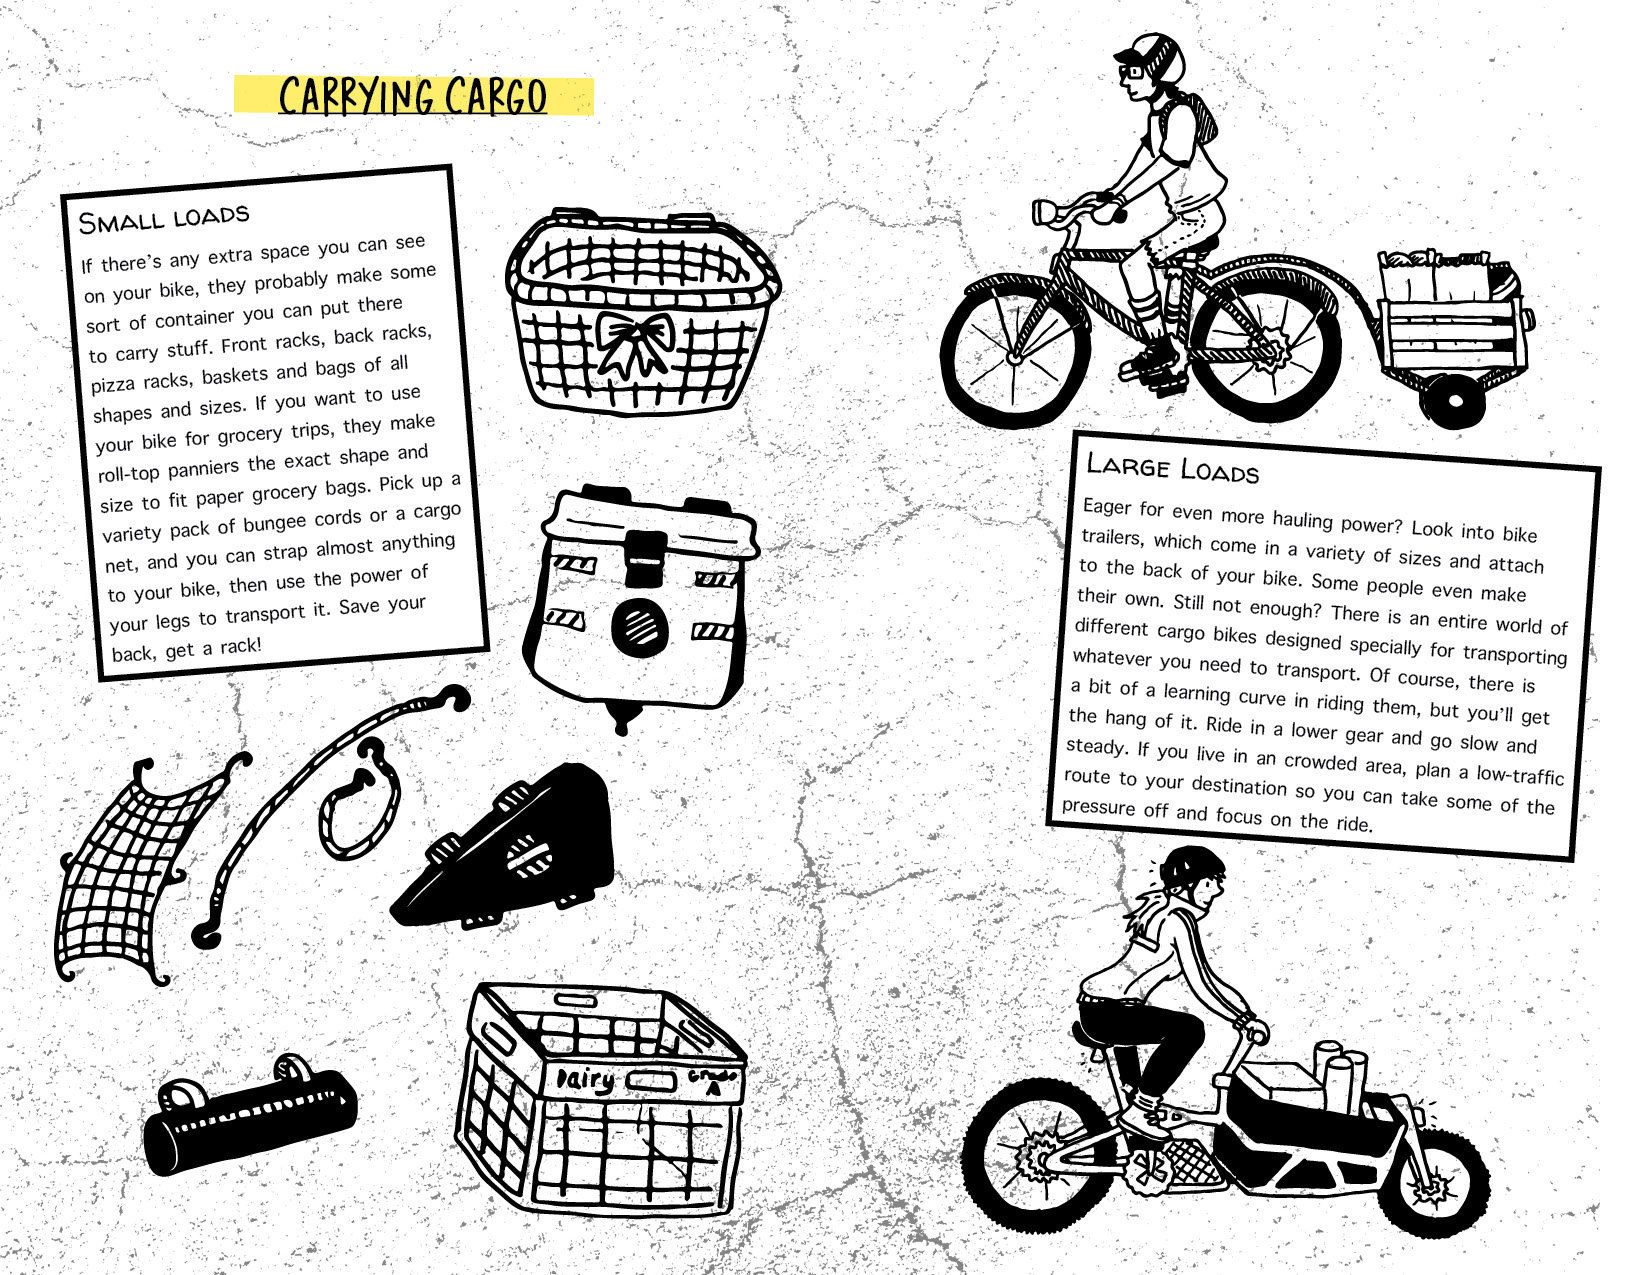 CARRYING CARGO
SMALL LOADS
If there's any extra space you can see
on your bike, they probably make some
sort of container you can put there
to carry stuff. Front racks, back racks,
pizza racks, baskets and bags of all
shapes and sizes. If you want to use
your bike for grocery trips, they make
roll-top panniers the exact shape and
size to fit paper grocery bags. Pick up a
variety pack of bungee cords or a cargo
net, and you can strap almost anything
to your bike, then use the power of
your legs to transport it. Save your
back, get a rack!
Dairy
Grade
A
LARGE LOADS
Eager for even more hauling power? Look into bike
trailers, which come in a variety of sizes and attach
to the back of your bike. Some people even make
their own. Still not enough? There is an entire world of
different cargo bikes designed specially for transporting
whatever you need to transport. Of course, there is
a bit of a learning curve in riding them, but you'll get
the hang of it. Ride in a lower gear and go slow and
steady. If you live in an crowded area, plan a low-traffic
route to your destination so you can take some of the
pressure off and focus on the ride.